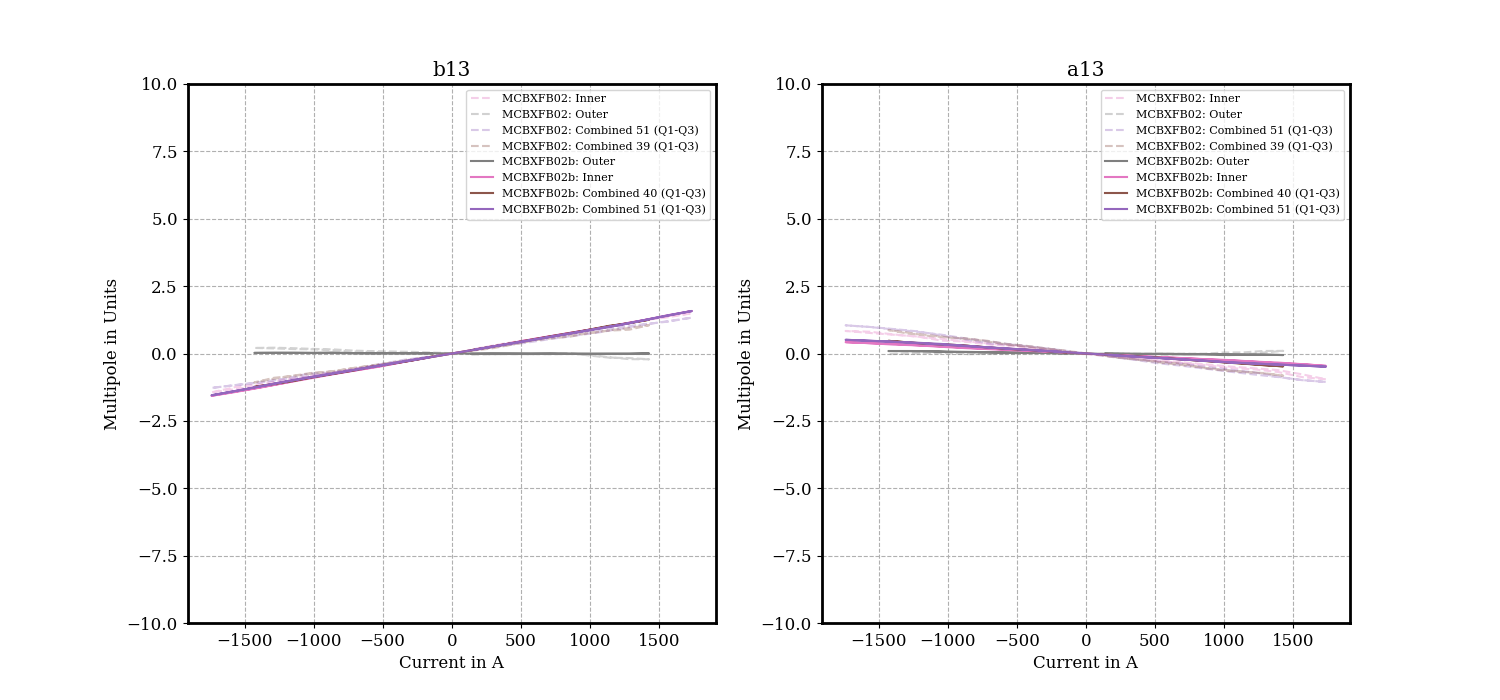 b13
10.0
7.5
5.0
2.5
0.0
−2.5
−5.0
−7.5
−10.0
Multipole in Units
−1500
−1000
−500
0
500
1000
1500
Current in A
MCBXFB02: Inner
MCBXFB02: Outer
MCBXFB02: Combined 51 (Q1-Q3)
MCBXFB02: Combined 39 (Q1-Q3)
MCBXFB02b: Outer
MCBXFB02b: Inner
MCBXFB02b: Combined 40 (Q1-Q3)
MCBXFB02b: Combined 51 (Q1-Q3)
a13
10.0
7.5
5.0
2.5
0.0
−2.5
−5.0
−7.5
−10.0
Multipole in Units
−1500
−1000
−500
0
500
1000
1500
Current in A
MCBXFB02: Inner
MCBXFB02: Outer
MCBXFB02: Combined 51 (Q1-Q3)
MCBXFB02: Combined 39 (Q1-Q3)
MCBXFB02b: Outer
MCBXFB02b: Inner
MCBXFB02b: Combined 40 (Q1-Q3)
MCBXFB02b: Combined 51 (Q1-Q3)